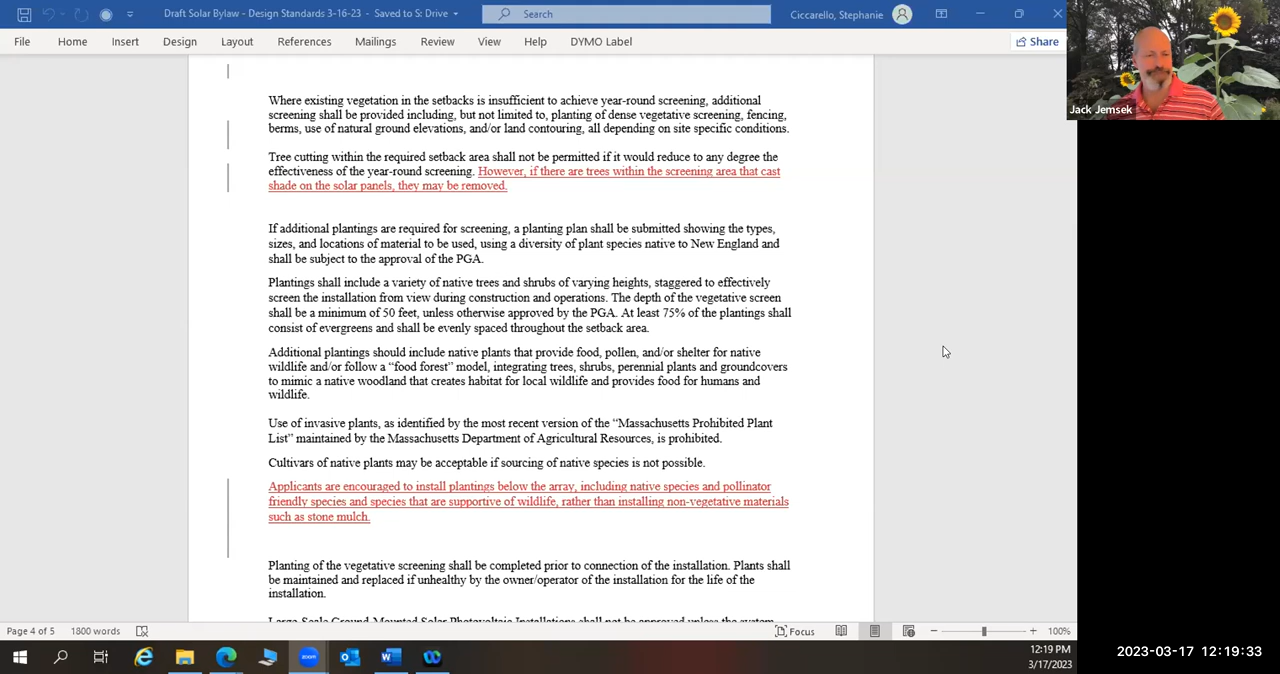 Draft Solar Bylaw - Design Standards 3-16-23 - Saved to S: Drive
Search
Ciccarello, Stephanie
File Home Insert Design Layout References Mailings Review View Help DYMO Label
Share
Jack Jemsek
Where existing vegetation in the setbacks is insufficient to achieve year-round screening, additional
screening shall be provided including, but not limited to, planting of dense vegetative screening, fencing,
berms, use of natural ground elevations, and/or land contouring, all depending on site specific conditions.
Tree cutting within the required setback area shall not be permitted if it would reduce to any degree the
effectiveness of the year-round screening. However, if there are trees within the screening area that cast
shade on the solar panels, they may be removed.
If additional plantings are required for screening, a planting plan shall be submitted showing the types,
sizes, and locations of material to be used, using a diversity of plant species native to New England and
shall be subject to the approval of the PGA.
Plantings shall include a variety of native trees and shrubs of varying heights, staggered to effectively
screen the installation from view during construction and operations. The depth of the vegetative screen
shall be a minimum of 50 feet, unless otherwise approved by the PGA. At least 75% of the plantings shall
consist of evergreens and shall be evenly spaced throughout the setback area.
Additional plantings should include native plants that provide food, pollen, and/or shelter for native
wildlife and/or follow a “food forest” model, integrating trees, shrubs, perennial plants and groundcovers
to mimic a native woodland that creates habitat for local wildlife and provides food for humans and
wildlife.
Use of invasive plants, as identified by the most recent version of the “Massachusetts Prohibited Plant
List” maintained by the Massachusetts Department of Agricultural Resources, is prohibited.
Cultivars of native plants may be acceptable if sourcing of native species is not possible.
Applicants are encouraged to install plantings below the array, including native species and pollinator
friendly species and species that are supportive of wildlife, rather than installing non-vegetative materials
such as stone mulch.
Planting of the vegetative screening shall be completed prior to connection of the installation. Plants shall
be maintained and replaced if unhealthy by the owner/operator of the installation for the life of the
installation.
Large-Scale Ground-Mounted Solar Photovoltaic Installations shall not be approved unless the system
Page 4 of 5 1800 words
Focus
100%
zoom
12:19 PM
3/17/2023
2023-03-17 12:19:33